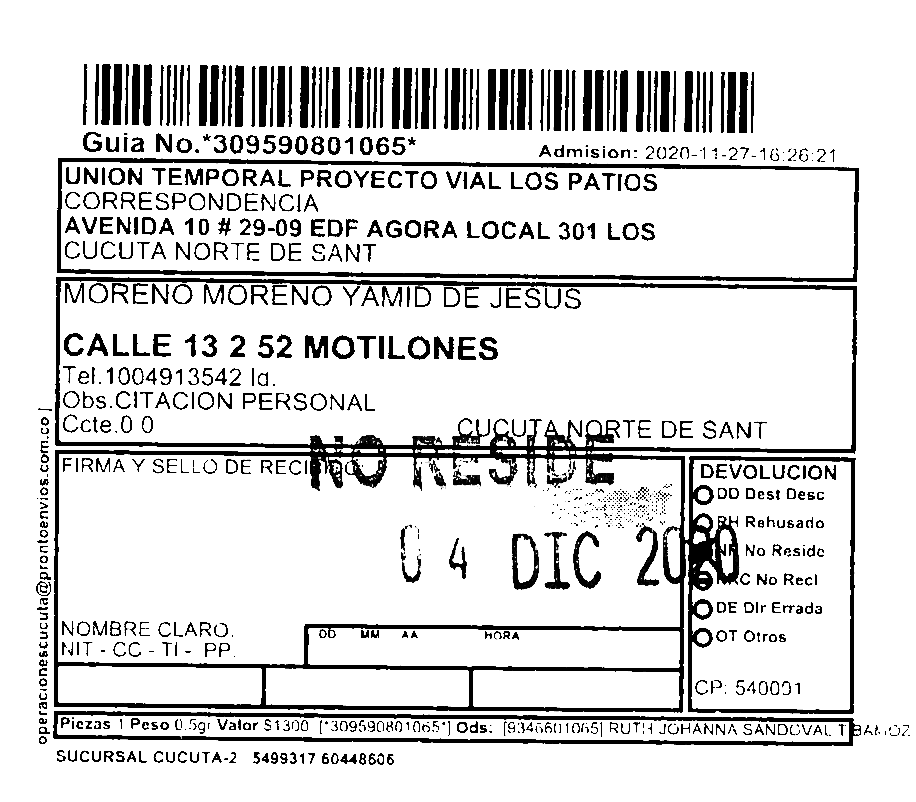 Guia No.*309590801065*
Admision: 2020-11-27-16:26:21
UNION TEMPORAL PROYECTO VIAL LOS PATIOS
CORRESPONDENCIA
AVENIDA 10 # 29-09 EDF AGORA LOCAL 301 LOS
CUCUTA NORTE DE SANT
MORENO MORENO YAMID DE JESUS
CALLE 13 2 52 MOTILONES
Tel.1004913542 Id.
Obs.CITACION PERSONAL
Ccte.0 0
CUCUTA NORTE DE SANT
NO RESIDE
FIRMA Y SELLO DE RECIBIDO
04 DIC 2020
DEVOLUCION
DD Dest Desc
RH Rehusado
NR No Reside
NRC No Recl
DE Dir Errada
OT Otros
CP: 540001
NOMBRE CLARO.
NIT - CC - TI - PP.
DD MM AA HORA
Piezas 1 Peso 0.5gr Valor $1300 [*309590801065*] Ods: [9346601065] RUTH JOHANNA SANDOVAL
SUCURSAL CUCUTA-2 5499317 60448606
operacionescucuta@prontoenvios.com.co |